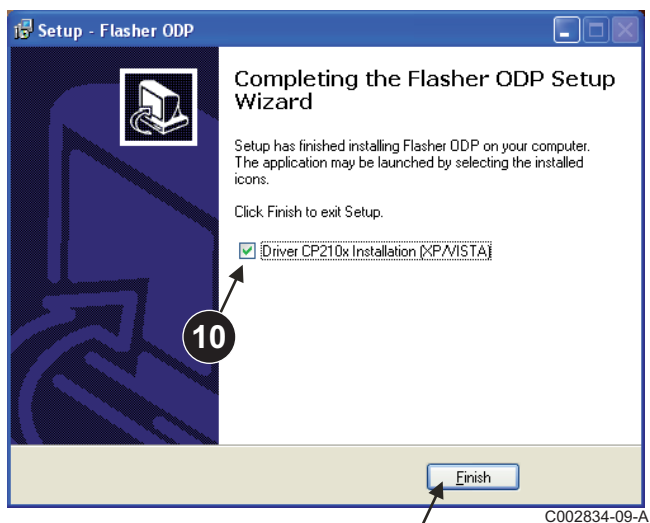 Setup - Flasher ODP
Completing the Flasher ODP Setup
Wizard
Setup has finished installing Flasher ODP on your computer.
The application may be launched by selecting the installed
icons.
Click Finish to exit Setup.
Driver CP210x Installation (XP/VISTA)
10
Finish
C002834-09-A